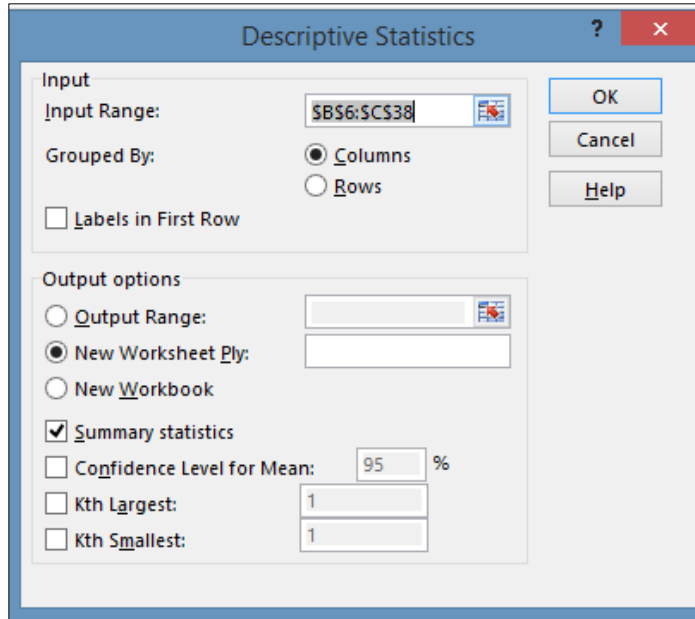 Descriptive Statistics ? ×
Input
Input Range: $B$6:$C$38
Grouped By: Columns
Rows
Labels in First Row
OK
Cancel
Help
Output options
Output Range:
New Worksheet Ply:
New Workbook
Summary statistics
Confidence Level for Mean: 95 %
Kth Largest: 1
Kth Smallest: 1